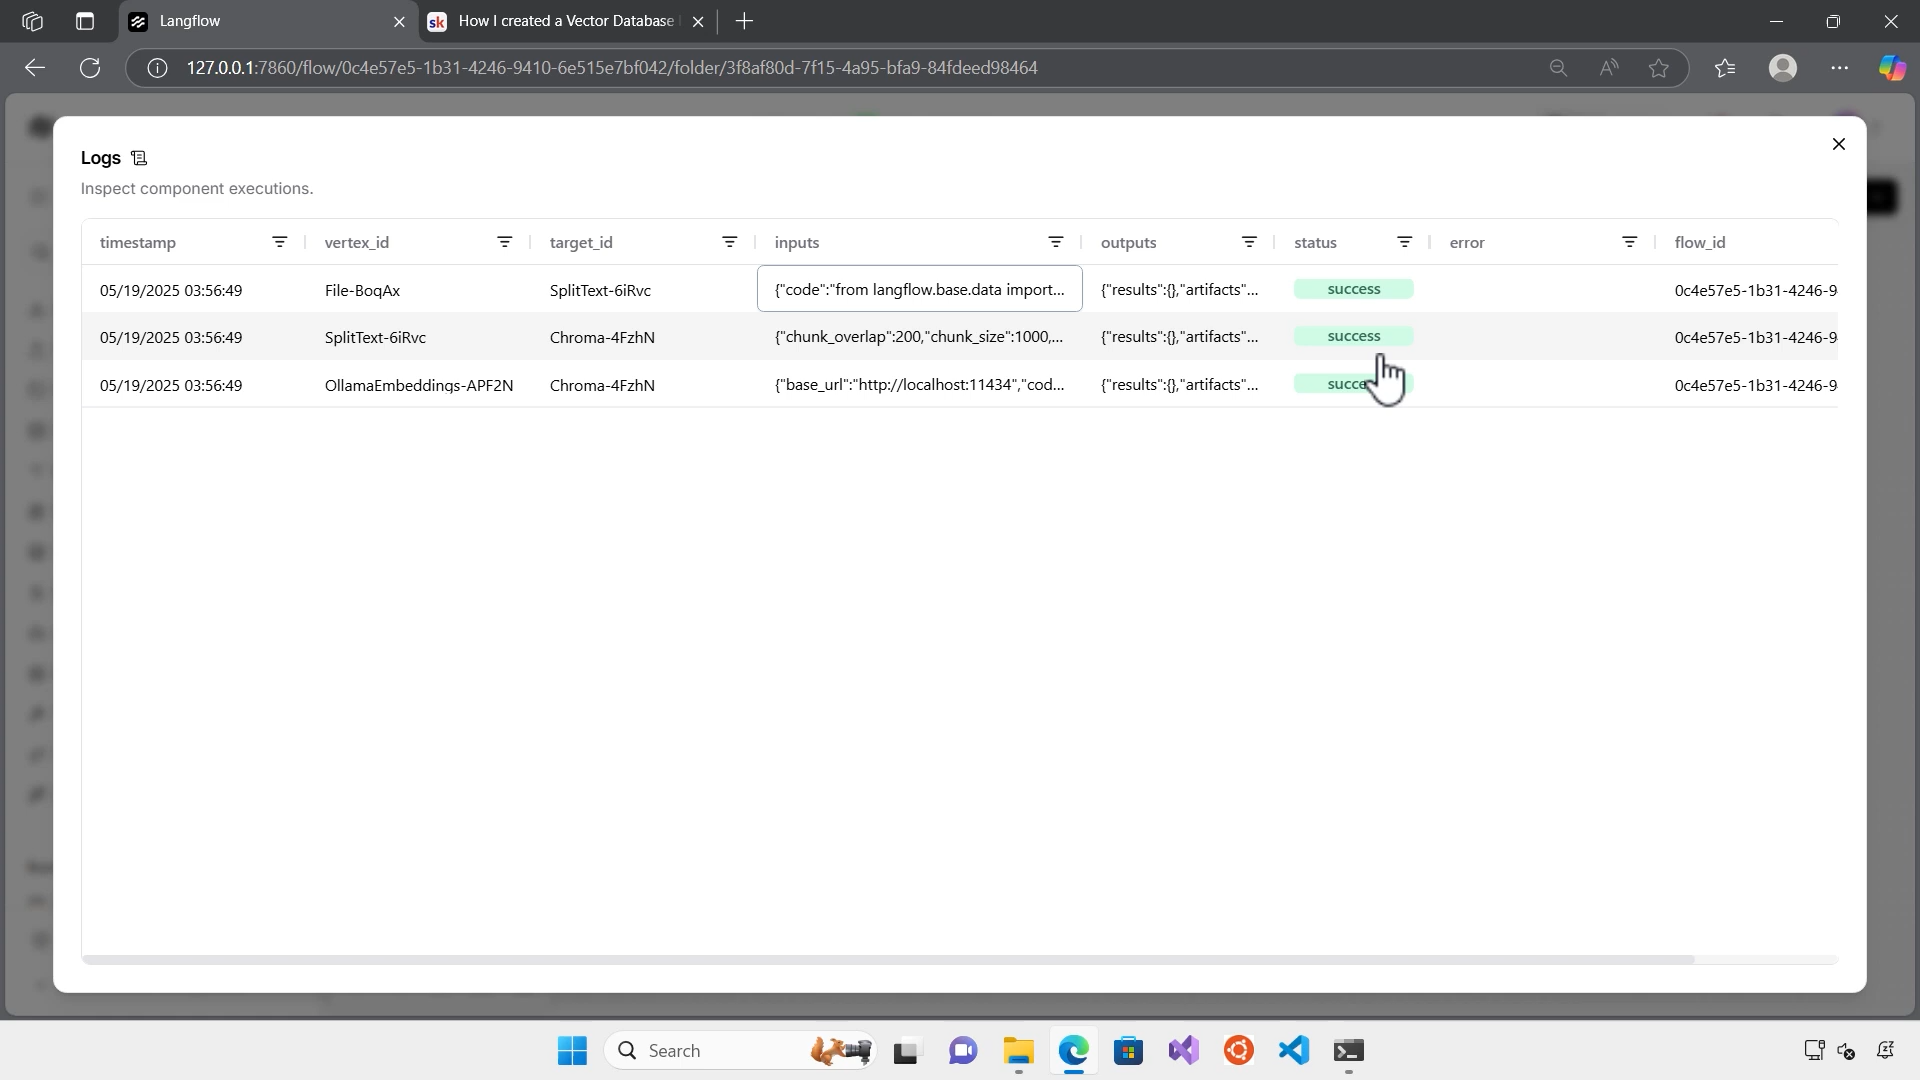 Langflow
sk How I created a Vector Database
127.0.0.1:7860/flow/0c4e57e5-1b31-4246-9410-6e515e7bf042/folder/3f8af80d-7f15-4a95-bfa9-84fdeed98464
Logs
Inspect component executions.
timestamp vertex_id target_id inputs outputs status error flow_id
05/19/2025 03:56:49 File-BoqAx SplitText-6iRvc {"code":"from langflow.base.data import... {"results":{},"artifacts"... success 0c4e57e5-1b31-4246-9
05/19/2025 03:56:49 SplitText-6iRvc Chroma-4FzhN {"chunk_overlap":200,"chunk_size":1000,... {"results":{},"artifacts"... success 0c4e57e5-1b31-4246-9
05/19/2025 03:56:49 OllamaEmbeddings-APF2N Chroma-4FzhN {"base_url":"http://localhost:11434","cod... {"results":{},"artifacts"... succe 0c4e57e5-1b31-4246-9
Search